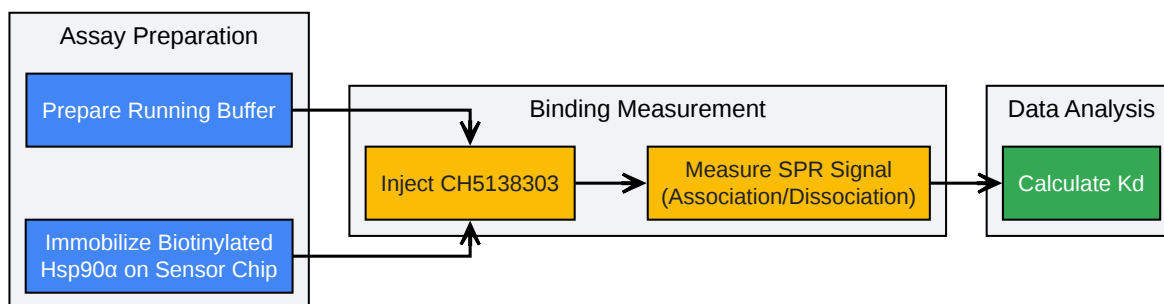 Assay Preparation
Prepare Running Buffer
Immobilize Biotinylated
Hsp90α on Sensor Chip
Binding Measurement
Inject CH5138303
Measure SPR Signal
(Association/Dissociation)
Data Analysis
Calculate Kd